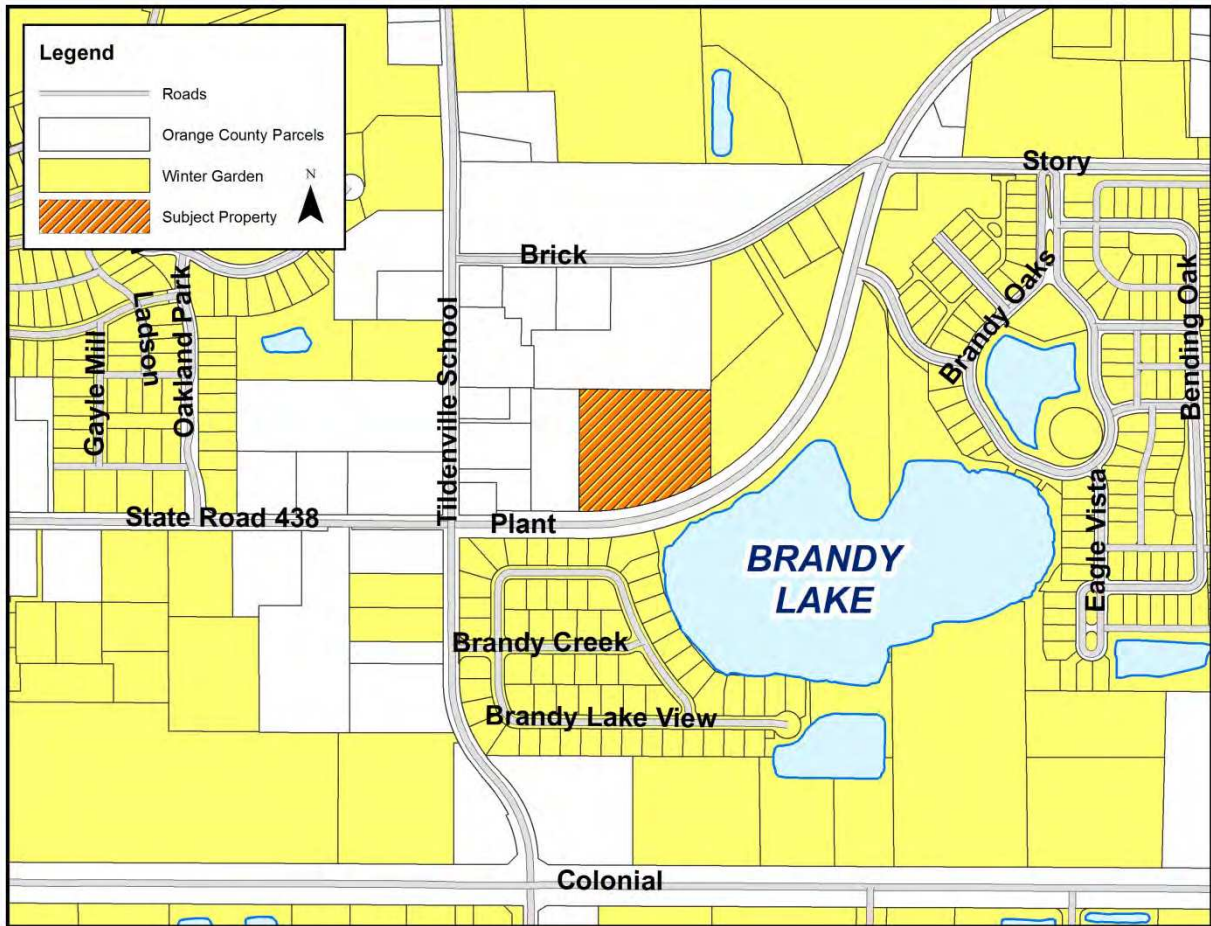 Legend
Roads
Orange County Parcels
Winter Garden
N
Subject Property
Story
Brick
Brandy Oaks
Bending Oak
Ladson
Oakland Park
Gayle Mill
Tildenville School
State Road 438
Plant
Eagle Vista
BRANDY
LAKE
Brandy Creek
Brandy Lake View
Colonial